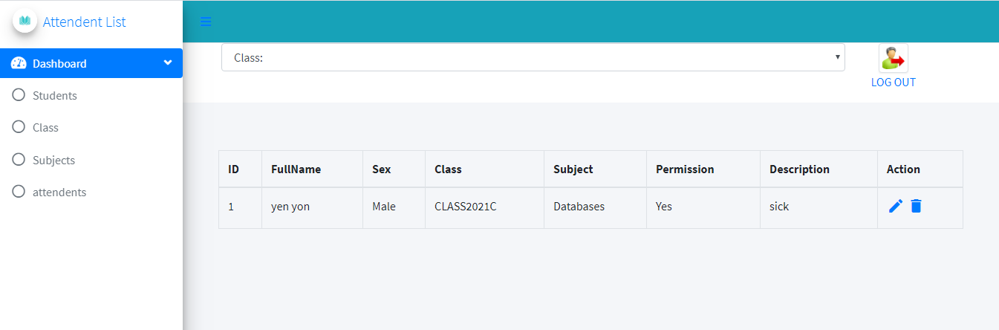 Attendent List
Dashboard
Students
Class
Subjects
attendents
Class:
LOG OUT
ID FullName Sex Class Subject Permission Description Action
1 yen yon Male CLASS2021C Databases Yes sick